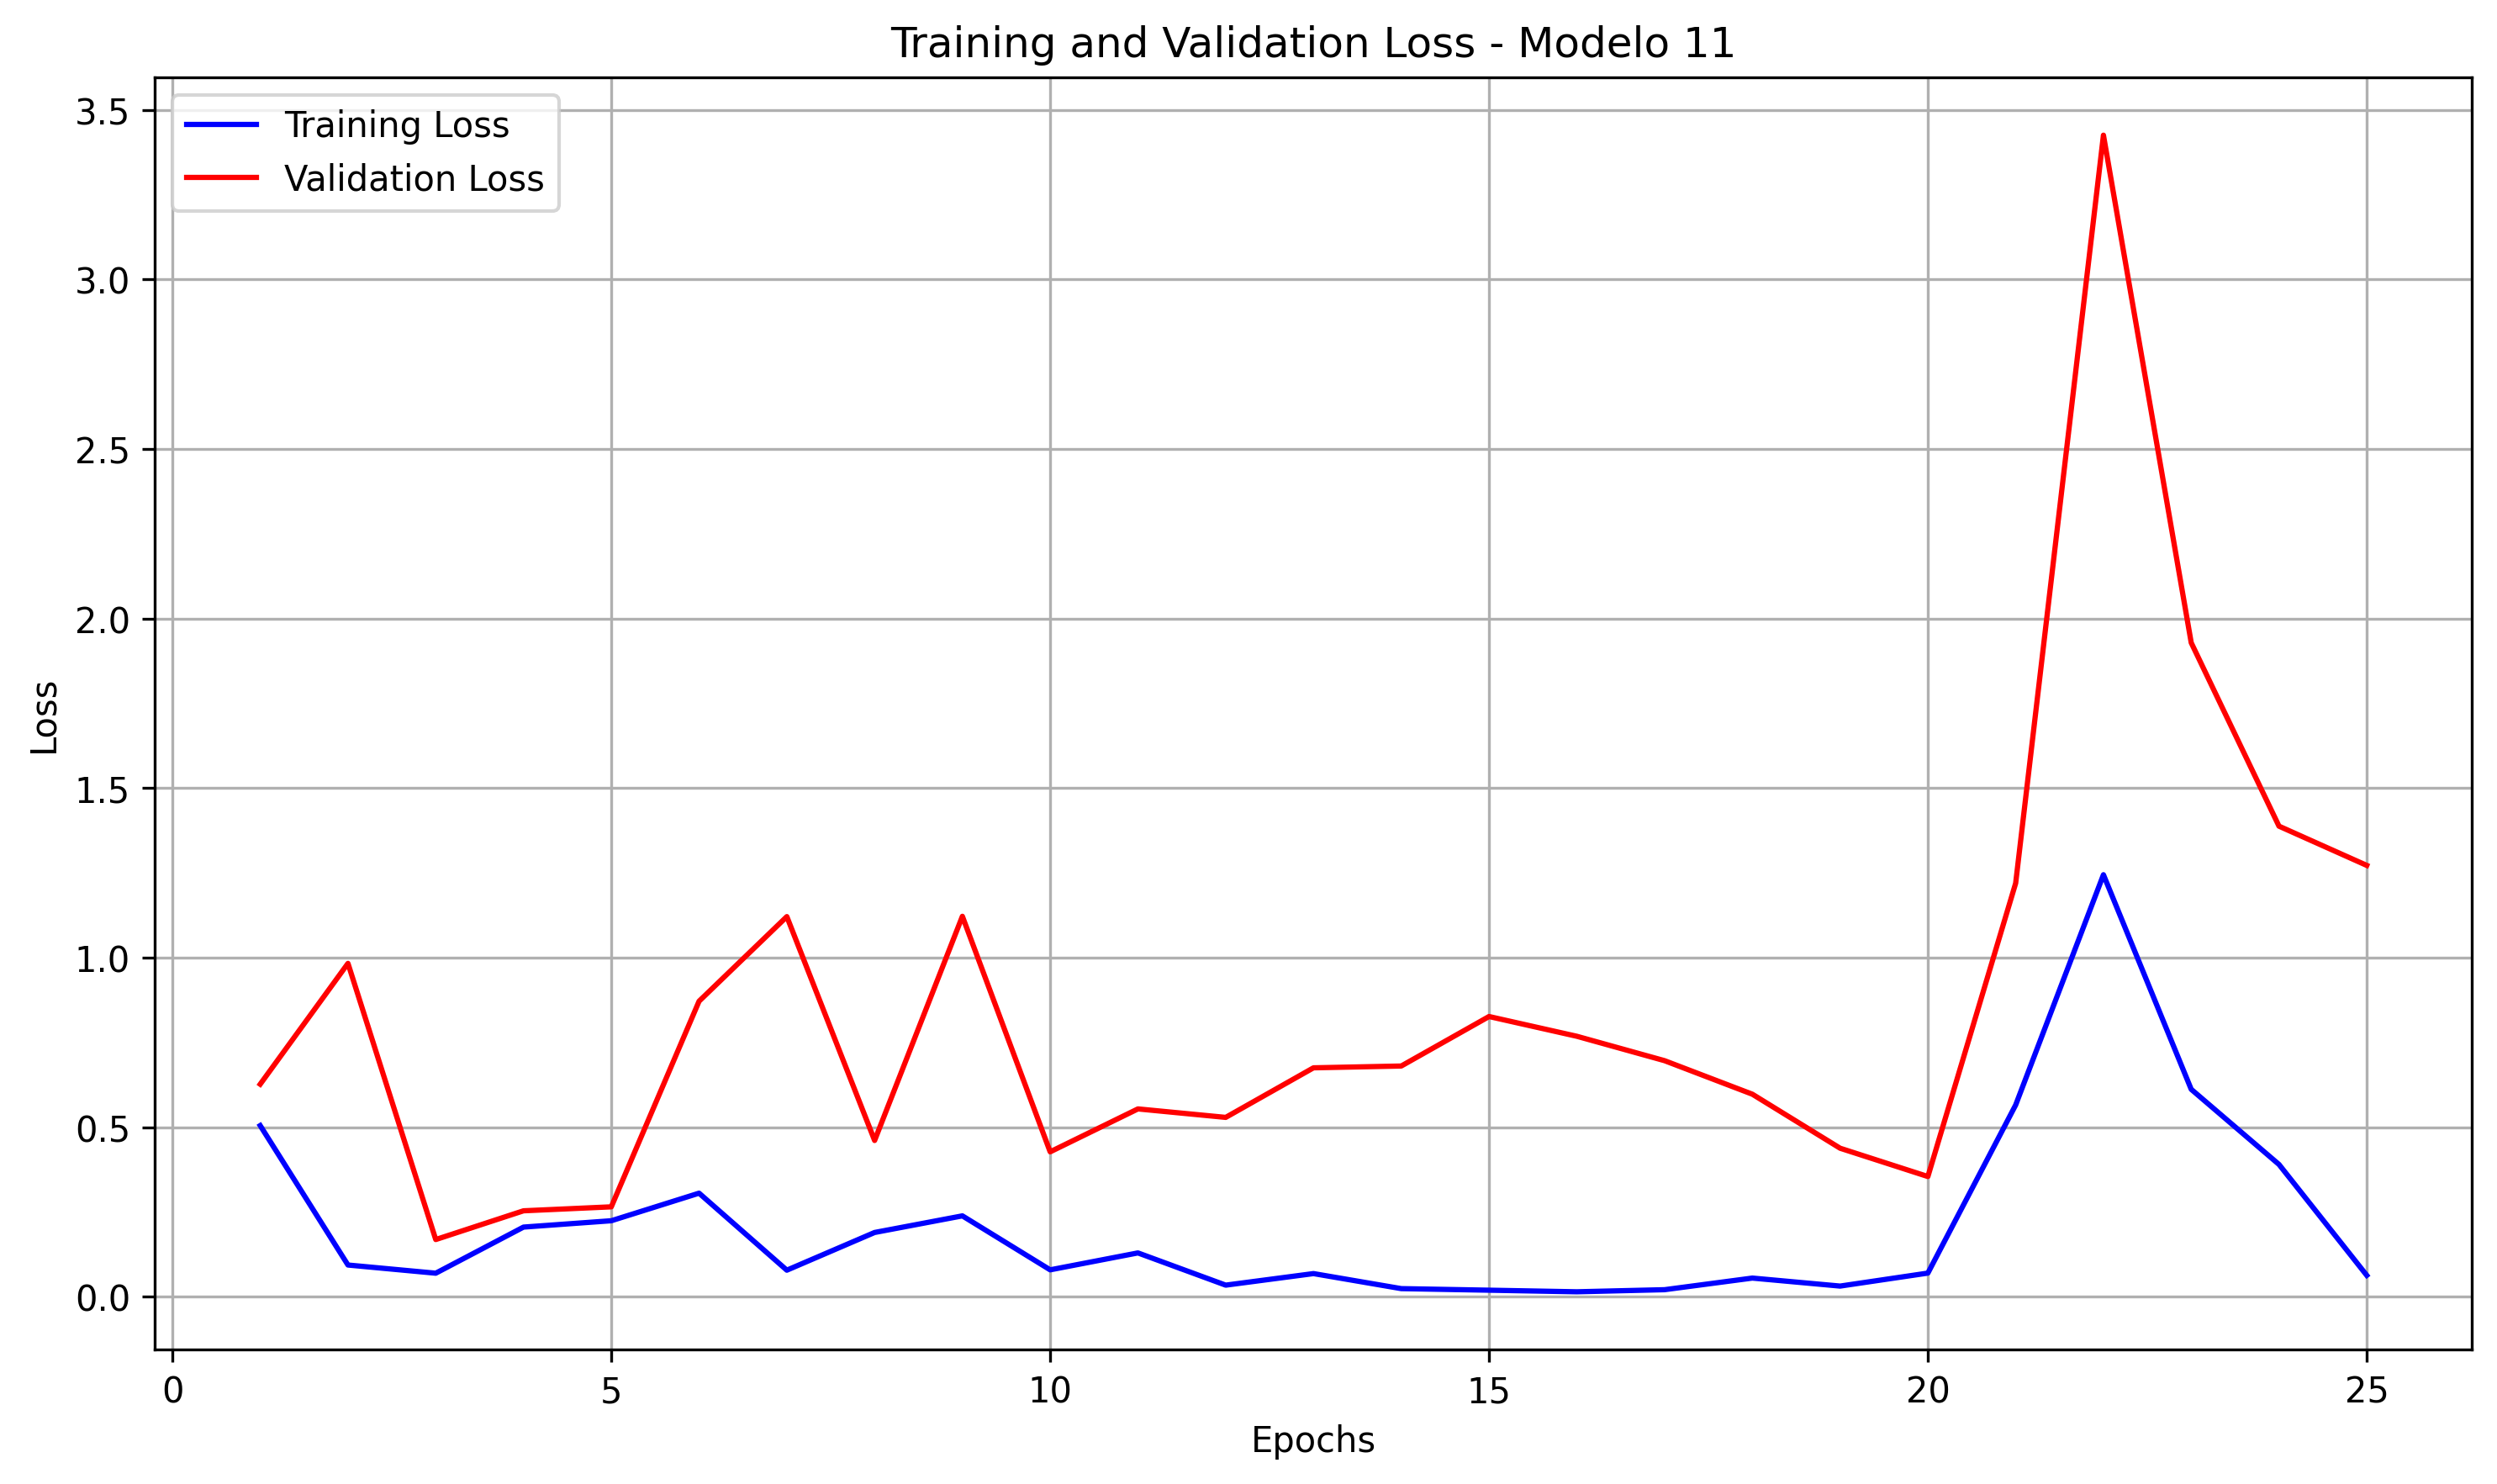 Training and Validation Loss - Modelo 11
Training Loss
Validation Loss
3.5
3.0
2.5
2.0
1.5
1.0
0.5
0.0
Loss
0 5 10 15 20 25
Epochs